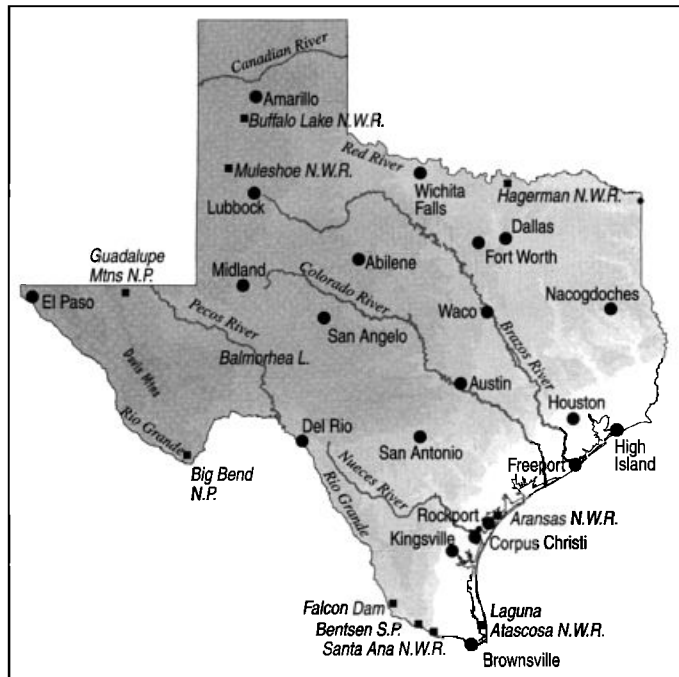 Canadian River
Amarillo
Buffalo Lake N.W.R.
Red River
Muleshoe N.W.R.
Wichita
Falls
Hagerman N.W.R.
Lubbock
Dallas
Fort Worth
Guadalupe
Mtns N.P.
Abilene
Midland
Colorado River
El Paso
Pecos River
Nacogdoches
Waco
San Angelo
Brazos River
Balmorhea L.
Davis Mtns
Austin
Houston
Rio Grande
Del Rio
San Antonio
High
Island
Freeport
Big Bend
N.P.
Nueces River
Rio Grande
Rockport
Aransas N.W.R.
Kingsville
Corpus Christi
Falcon Dam
Laguna
Atascosa N.W.R.
Bentsen S.P.
Santa Ana N.W.R.
Brownsville